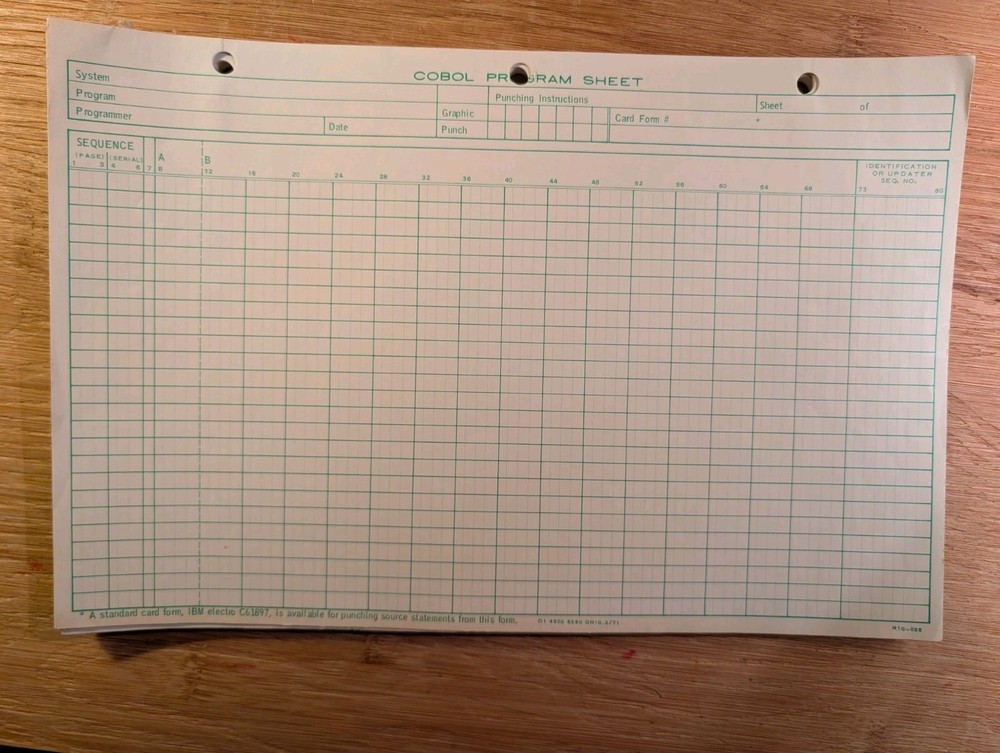 COBOL PROGRAM SHEET
System
Punching Instructions
Sheet of
Program
Graphic
Card Form # *
Programmer
Date
Punch
SEQUENCE
(PAGE) (SERIAL)
A
B
IDENTIFICATION
OR UPDATER
SEQ. NO.
1 3 4 6 7 8 12 16 20 24 28 32 36 40 44 48 52 56 60 64 68 73 80
* A standard card form, IBM electro C61897, is available for punching source statements from this form.